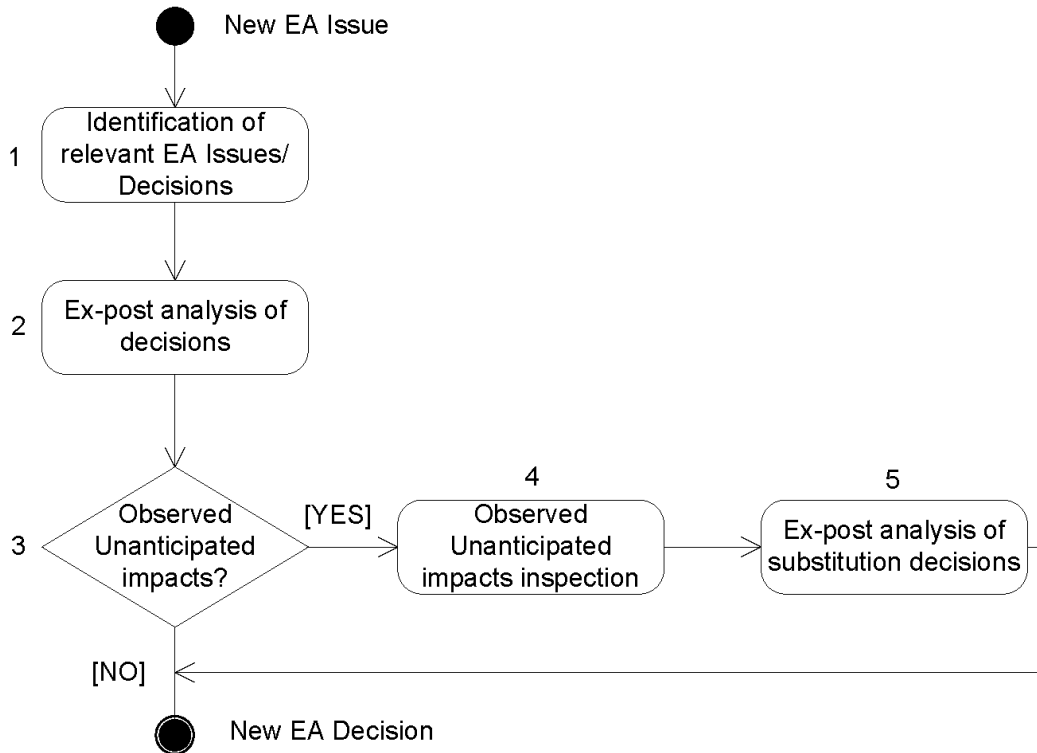 New EA Issue
1
Identification of
relevant EA Issues/
Decisions
2
Ex-post analysis of
decisions
3
Observed
Unanticipated
impacts?
[YES]
4
Observed
Unanticipated
impacts inspection
5
Ex-post analysis of
substitution decisions
[NO]
New EA Decision